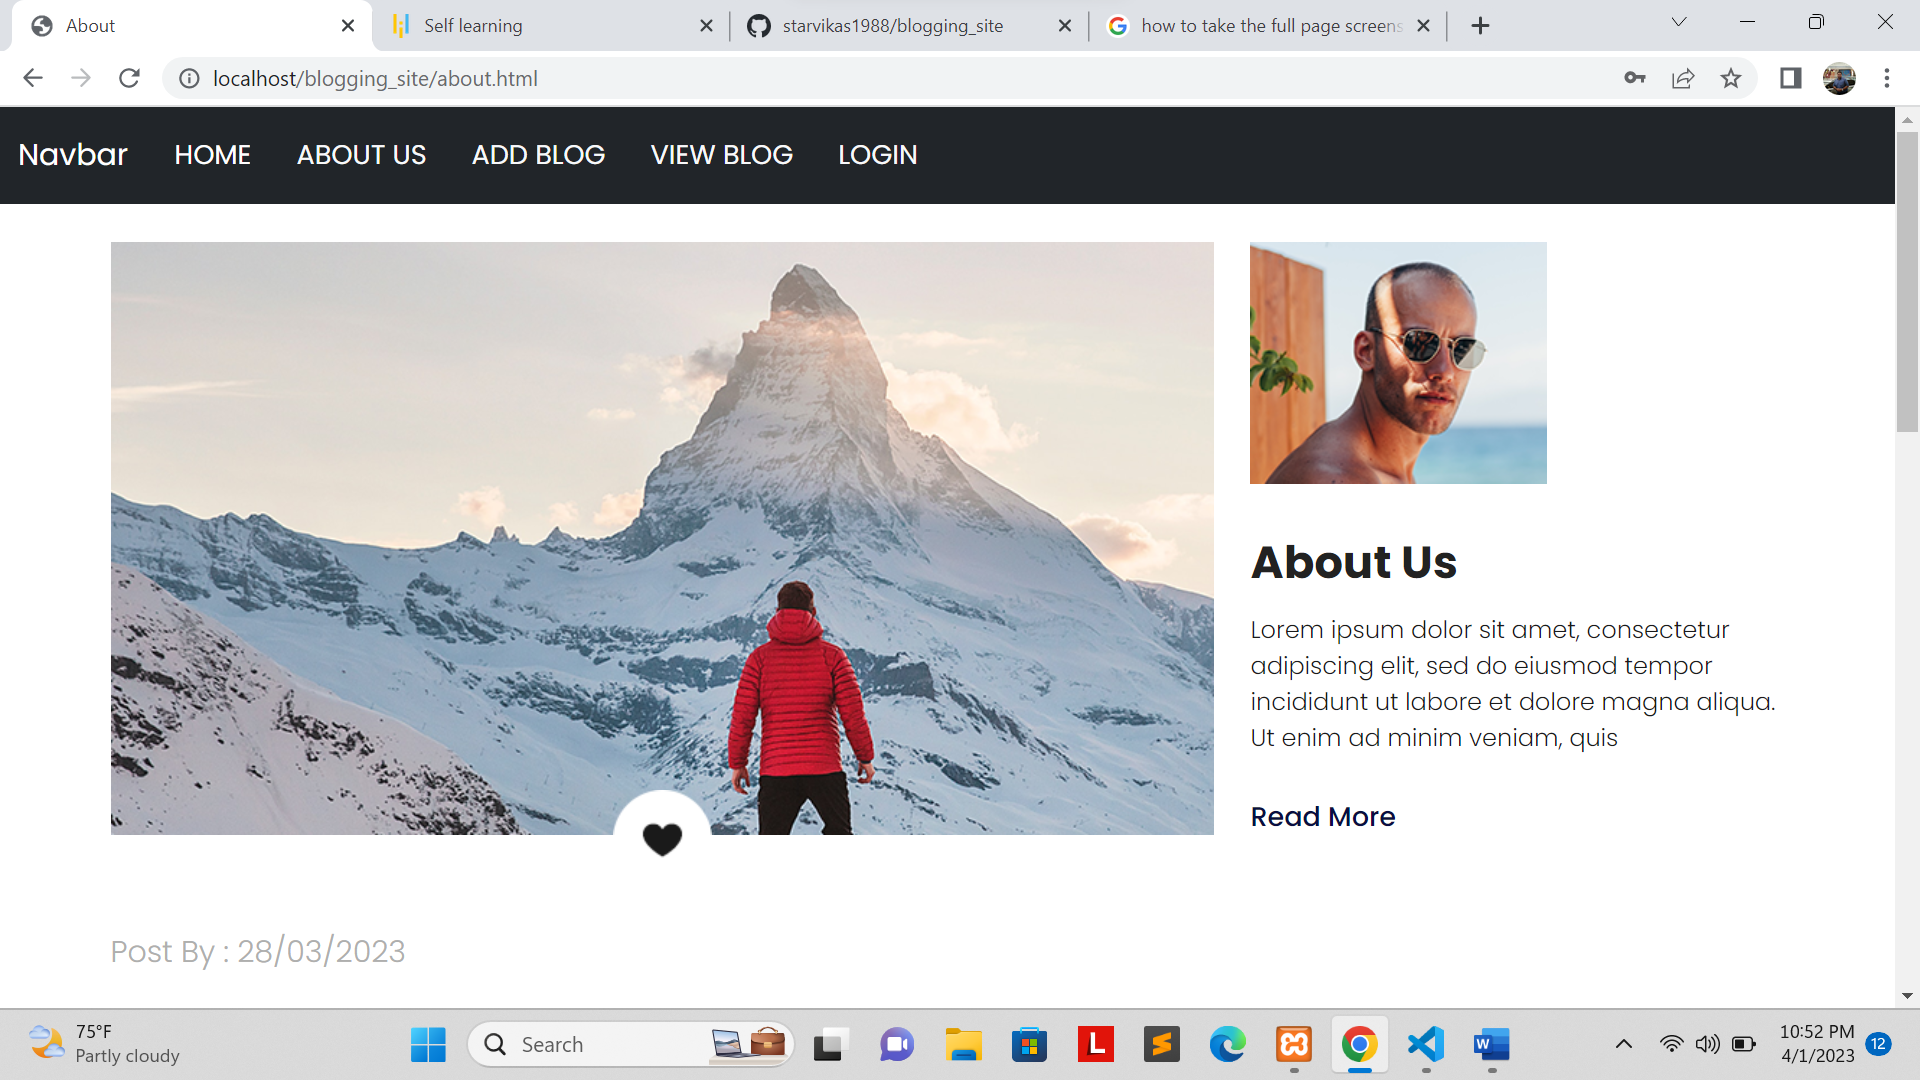 About
Self learning
starvikas1988/blogging_site
how to take the full page screens
localhost/blogging_site/about.html
Navbar
HOME
ABOUT US
ADD BLOG
VIEW BLOG
LOGIN
About Us
Lorem ipsum dolor sit amet, consectetur
adipiscing elit, sed do eiusmod tempor
incididunt ut labore et dolore magna aliqua.
Ut enim ad minim veniam, quis
Read More
Post By : 28/03/2023
75°F
Partly cloudy
Search
10:52 PM
4/1/2023
12